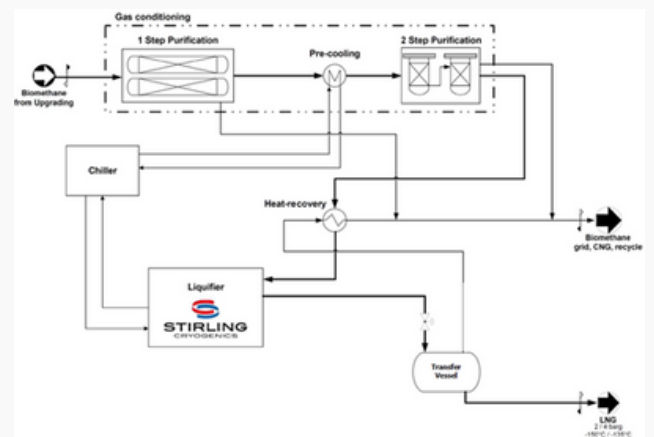 Gas conditioning
1 Step Purification
2 Step Purification
Pre-cooling
Biomethane
from Upgrading
Chiller
Heat-recovery
Biomethane
grid, CNG, recycle
Liquifier
STIRLING
CRYOGENICS
Transfer
Vessel
LNG
2 / 4 barg
-150°C / -135°C